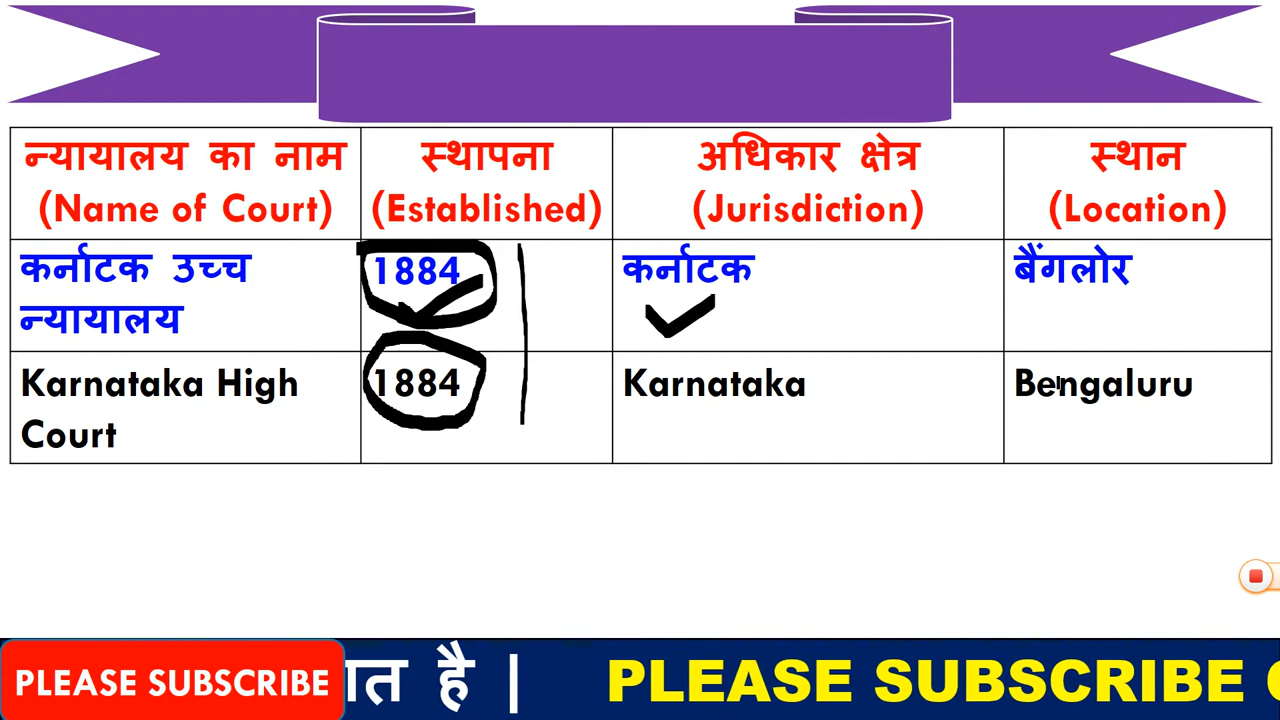 न्यायालय का नाम
(Name of Court)
स्थापना
(Established)
अधिकार क्षेत्र
(Jurisdiction)
स्थान
(Location)
कर्नाटक उच्च
न्यायालय
1884
कर्नाटक
बैंगलोर
Karnataka High
Court
1884
Karnataka
Bengaluru
PLEASE SUBSCRIBE
है | PLEASE SUBSCRIBE